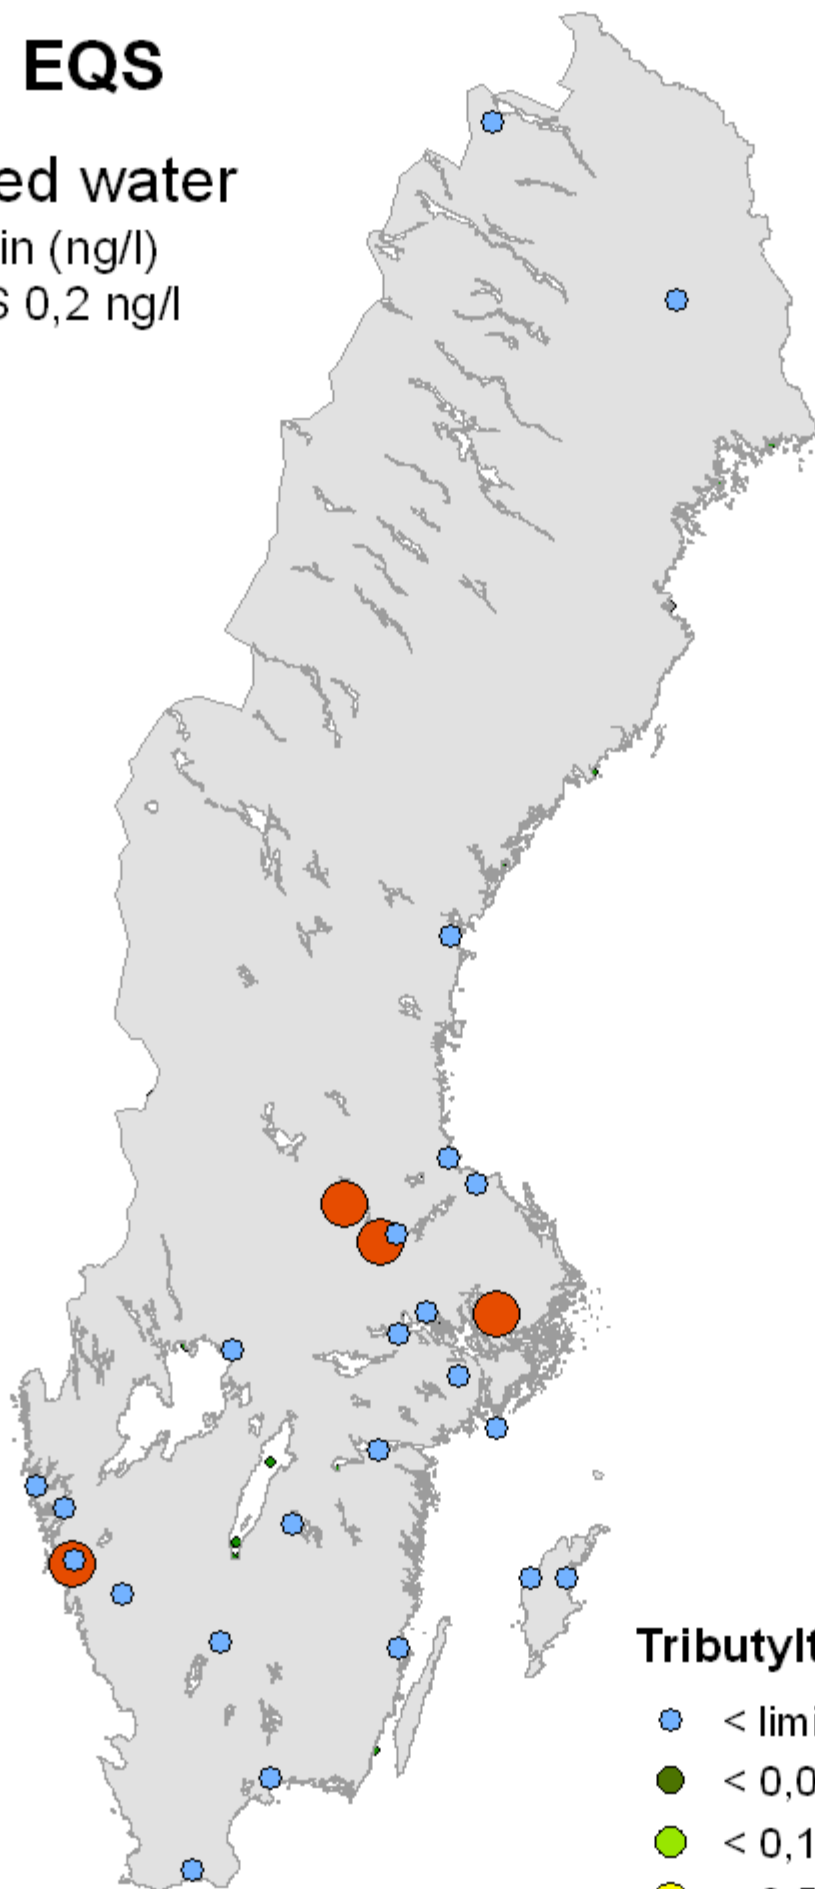 EQS
ed water
in (ng/l)
S 0,2 ng/l
Tributylt
< limi
< 0,0
< 0,1